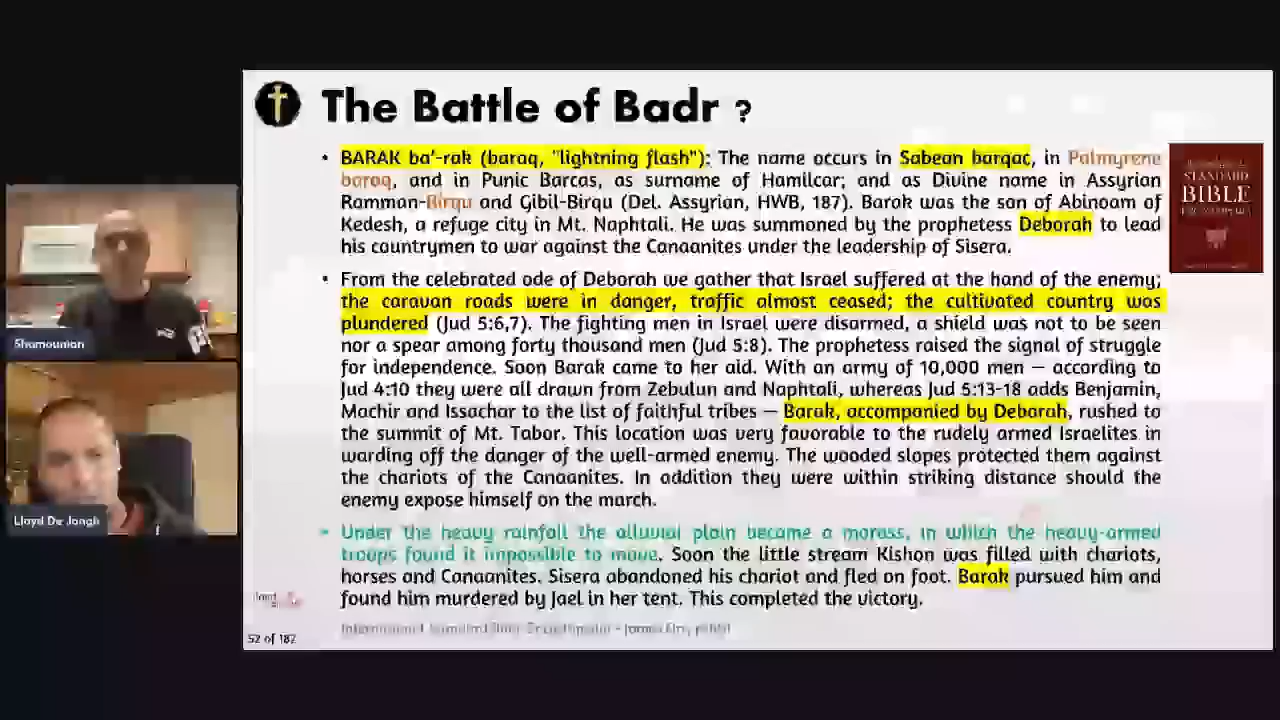 The Battle of Badr ?
• BARAK ba'-rak (baraq, "lightning flash"): The name occurs in Sabean barqac, in Palmyrene
baraq, and in Punic Barcas, as surname of Hamilcar; and as Divine name in Assyrian
Ramman-Birqu and Gibil-Birqu (Del. Assyrian, HWB, 187). Barak was the son of Abinoam of
Kedesh, a refuge city in Mt. Naphtali. He was summoned by the prophetess Deborah to lead
his countrymen to war against the Canaanites under the leadership of Sisera.
• From the celebrated ode of Deborah we gather that Israel suffered at the hand of the enemy;
the caravan roads were in danger, traffic almost ceased; the cultivated country was
plundered (Jud 5:6,7). The fighting men in Israel were disarmed, a shield was not to be seen
nor a spear among forty thousand men (Jud 5:8). The prophetess raised the signal of struggle
for independence. Soon Barak came to her aid. With an army of 10,000 men — according to
Jud 4:10 they were all drawn from Zebulun and Naphtali, whereas Jud 5:13-18 adds Benjamin,
Machir and Issachar to the list of faithful tribes — Barak, accompanied by Deborah, rushed to
the summit of Mt. Tabor. This location was very favorable to the rudely armed Israelites in
warding off the danger of the well-armed enemy. The wooded slopes protected them against
the chariots of the Canaanites. In addition they were within striking distance should the
enemy expose himself on the march.
• Under the heavy rainfall the alluvial plain became a morass, in which the heavy-armed
troops found it impossible to move. Soon the little stream Kishon was filled with chariots,
horses and Canaanites. Sisera abandoned his chariot and fled on foot. Barak pursued him and
found him murdered by Jael in her tent. This completed the victory.
International Standard Bible Encyclopedia - James Orr,
52 of 182
STANDARD
BIBLE
Shamounian
Lloyd De Jongh